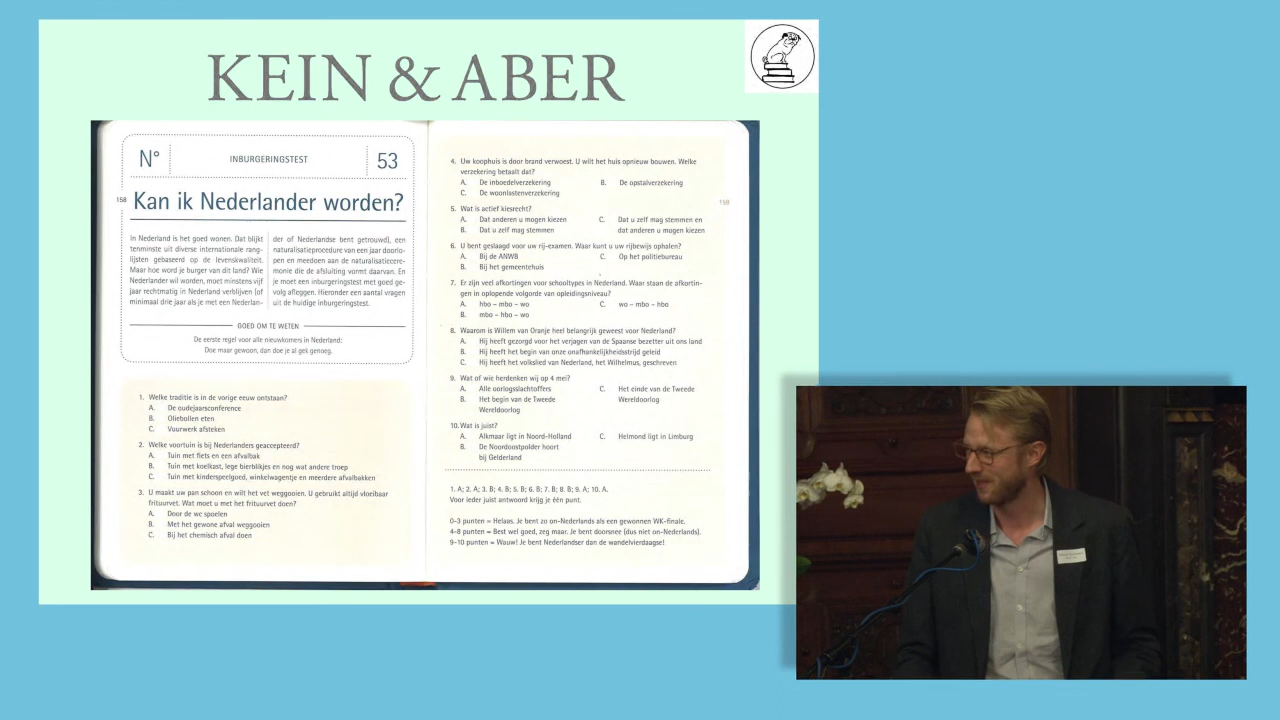 KEIN & ABER
N° INBURGERINGSTEST 53
158
Kan ik Nederlander worden?
In Nederland is het goed wonen. Dat blijkt
tenminste uit diverse internationale rang-
lijsten gebaseerd op de levenskwaliteit.
Maar hoe word je burger van dit land? Wie
Nederlander wil worden, moet minstens vijf
jaar rechtmatig in Nederland verblijven (of
minimaal drie jaar als je met een Nederlan-
der of Nederlandse bent getrouwd), een
naturalisatieprocedure van een jaar doorlo-
pen en meedoen aan de naturalisatiecere-
monie die de afsluiting vormt daarvan. En
je moet een inburgeringstest met goed ge-
volg afleggen. Hieronder een aantal vragen
uit de huidige inburgeringstest.
GOED OM TE WETEN
De eerste regel voor alle nieuwkomers in Nederland:
Doe maar gewoon, dan doe je al gek genoeg.
1. Welke traditie is in de vorige eeuw ontstaan?
A. De oudejaarsconference
B. Oliebollen eten
C. Vuurwerk afsteken
2. Welke voortuin is bij Nederlanders geaccepteerd?
A. Tuin met fiets en een afvalbak
B. Tuin met koelkast, lege bierblikjes en nog wat andere troep
C. Tuin met kinderspeelgoed, winkelwagentje en meerdere afvalbakken
3. U maakt uw pan schoon en wilt het vet weggooien. U gebruikt altijd vloeibaar
frituurvet. Wat moet u met het frituurvet doen?
A. Door de wc spoelen
B. Met het gewone afval weggooien
C. Bij het chemisch afval doen
4. Uw koophuis is door brand verwoest. U wilt het huis opnieuw bouwen. Welke
verzekering betaalt dat?
A. De inboedelverzekering B. De opstalverzekering
C. De woonlastenverzekering
159
5. Wat is actief kiesrecht?
A. Dat anderen u mogen kiezen C. Dat u zelf mag stemmen en
B. Dat u zelf mag stemmen dat anderen u mogen kiezen
6. U bent geslaagd voor uw rij-examen. Waar kunt u uw rijbewijs ophalen?
A. Bij de ANWB C. Op het politiebureau
B. Bij het gemeentehuis
7. Er zijn veel afkortingen voor schooltypes in Nederland. Waar staan de afkortin-
gen in oplopende volgorde van opleidingsniveau?
A. hbo – mbo – wo C. wo – mbo – hbo
B. mbo – hbo – wo
8. Waarom is Willem van Oranje heel belangrijk geweest voor Nederland?
A. Hij heeft gezorgd voor het verjagen van de Spaanse bezetter uit ons land
B. Hij heeft het begin van onze onafhankelijkheidsstrijd geleid
C. Hij heeft het volkslied van Nederland, het Wilhelmus, geschreven
9. Wat of wie herdenken wij op 4 mei?
A. Alle oorlogsslachtoffers C. Het einde van de Tweede
B. Het begin van de Tweede Wereldoorlog
Wereldoorlog
10. Wat is juist?
A. Alkmaar ligt in Noord-Holland C. Helmond ligt in Limburg
B. De Noordoostpolder hoort
bij Gelderland
1. A; 2. A; 3. B; 4. B; 5. B; 6. B; 7. B; 8. B; 9. A; 10. A.
Voor ieder juist antwoord krijg je één punt.
0–3 punten = Helaas. Je bent zo on-Nederlands als een gewonnen WK-finale.
4–8 punten = Best wel goed, zeg maar. Je bent doorsnee (dus niet on-Nederlands).
9–10 punten = Wauw! Je bent Nederlandser dan de wandelvierdaagse!